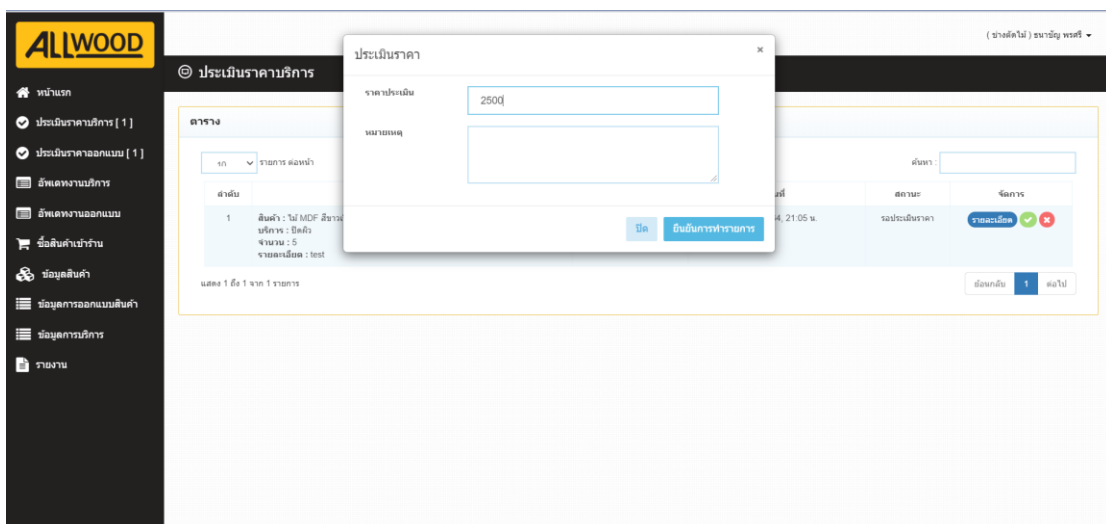 ALLWOOD
( ช่างตัดไม้ ) ธนาชัญ พรศรี
ประเมินราคา
×
ประเมินราคาบริการ
หน้าแรก
ประเมินราคาบริการ [ 1 ]
ประเมินราคาออกแบบ [ 1 ]
อัพเดทงานบริการ
อัพเดทงานออกแบบ
ซื้อสินค้าเข้าร้าน
ข้อมูลสินค้า
ข้อมูลการออกแบบสินค้า
ข้อมูลการบริการ
รายงาน
ราคาประเมิน
2500
หมายเหตุ
ปิด
ยืนยันการทำรายการ
ตาราง
10 รายการ ต่อหน้า
ค้นหา :
ลำดับ สถานะ จัดการ
1 สินค้า : ไม้ MDF สีขาว 4, 21:05 น. รอประเมินราคา รายละเอียด
บริการ : ปิดผิว
จำนวน : 5
รายละเอียด : test
แสดง 1 ถึง 1 จาก 1 รายการ
ย้อนกลับ 1 ต่อไป